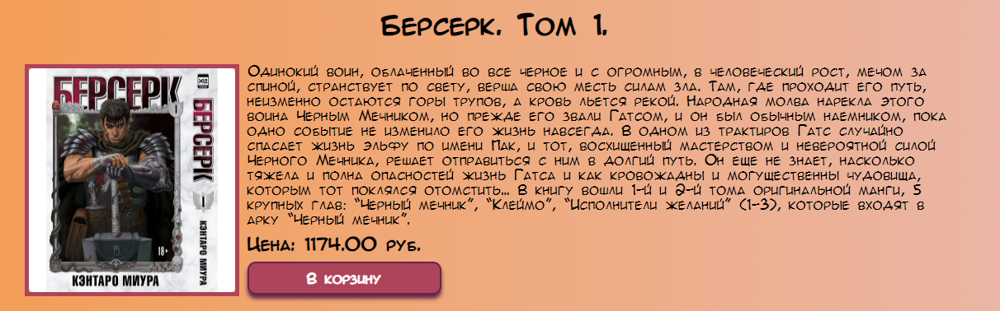 Берсерк. Том 1.
БЕРСЕРК
1
БЕРСЕРК
I
КЭНТАРО МИУРА
18+
КЭНТАРО МИУРА
Одинокий воин, облаченный во все черное и с огромным, в человеческий рост, мечом за
спиной, странствует по свету, верша свою месть силам зла. Там, где проходит его путь,
неизменно остаются горы трупов, а кровь льется рекой. Народная молва нарекла этого
воина Черным Мечником, но прежде его звали Гатсом, и он был обычным наемником, пока
одно событие не изменило его жизнь навсегда. В одном из трактиров Гатс случайно
спасает жизнь эльфу по имени Пак, и тот, восхищенный мастерством и невероятной силой
Черного Мечника, решает отправиться с ним в долгий путь. Он еще не знает, насколько
тяжела и полна опасностей жизнь Гатса и как кровожадны и могущественны чудовища,
которым тот поклялся отомстить... В книгу вошли 1-й и 2-й тома оригинальной манги, 5
крупных глав: "Черный мечник", "Клеймо", "Исполнители желаний" (1-3), которые входят в
арку "Черный мечник".
Цена: 1174.00 руб.
В корзину